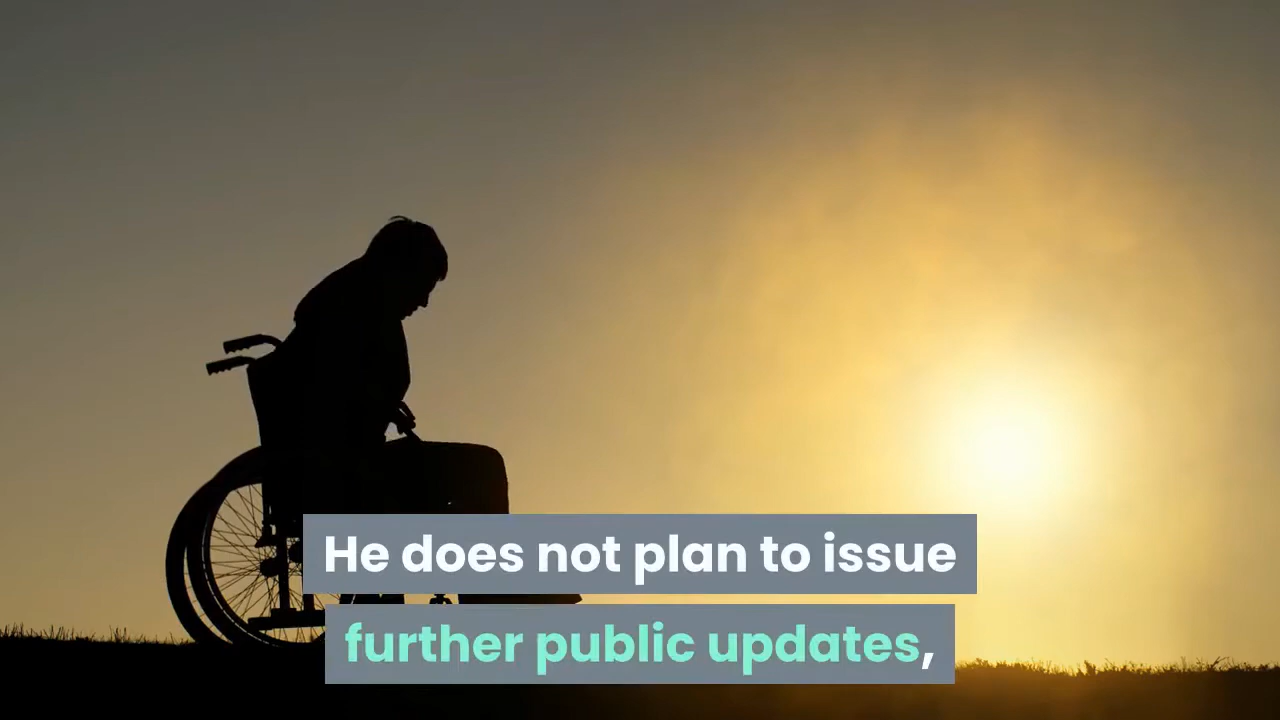 He does not plan to issue
further public updates,